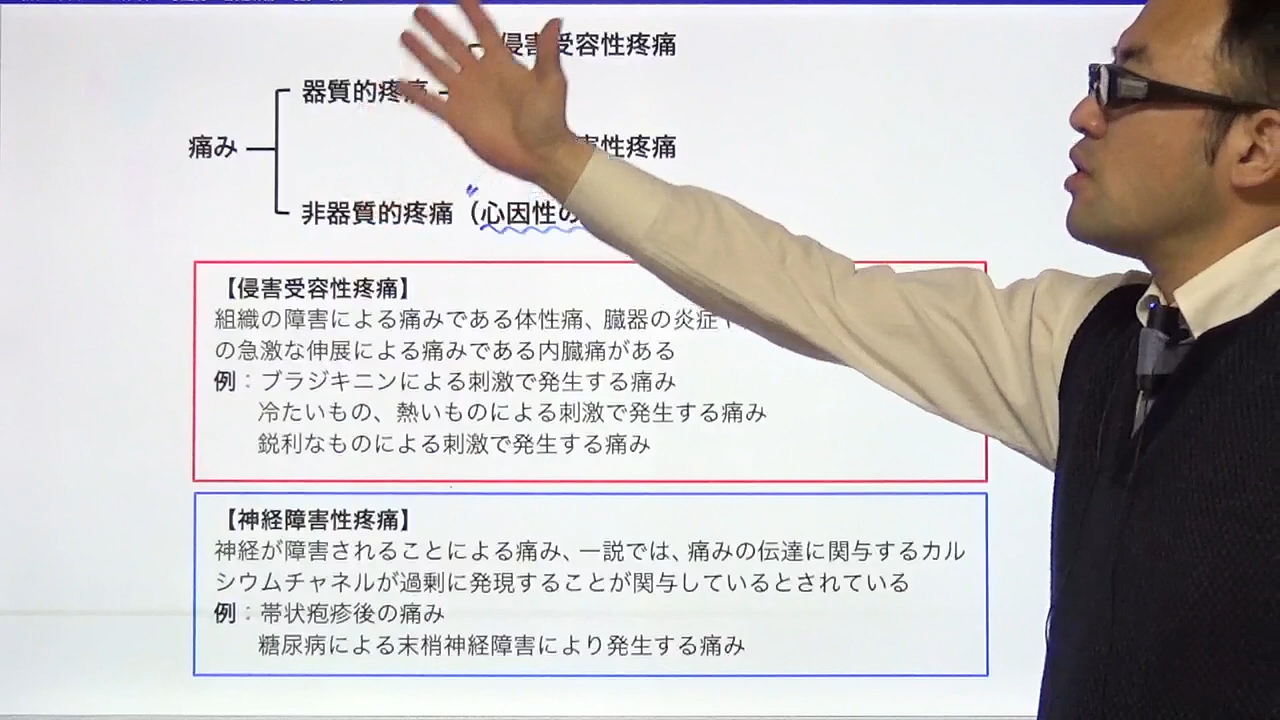 侵害受容性疼痛
器質的疼痛
痛み
害性疼痛
非器質的疼痛（心因性の
【侵害受容性疼痛】
組織の障害による痛みである体性痛、臓器の炎症や
の急激な伸展による痛みである内臓痛がある
例：ブラジキニンによる刺激で発生する痛み
冷たいもの、熱いものによる刺激で発生する痛み
鋭利なものによる刺激で発生する痛み
【神経障害性疼痛】
神経が障害されることによる痛み、一説では、痛みの伝達に関与するカル
シウムチャネルが過剰に発現することが関与しているとされている
例：帯状疱疹後の痛み
糖尿病による末梢神経障害により発生する痛み